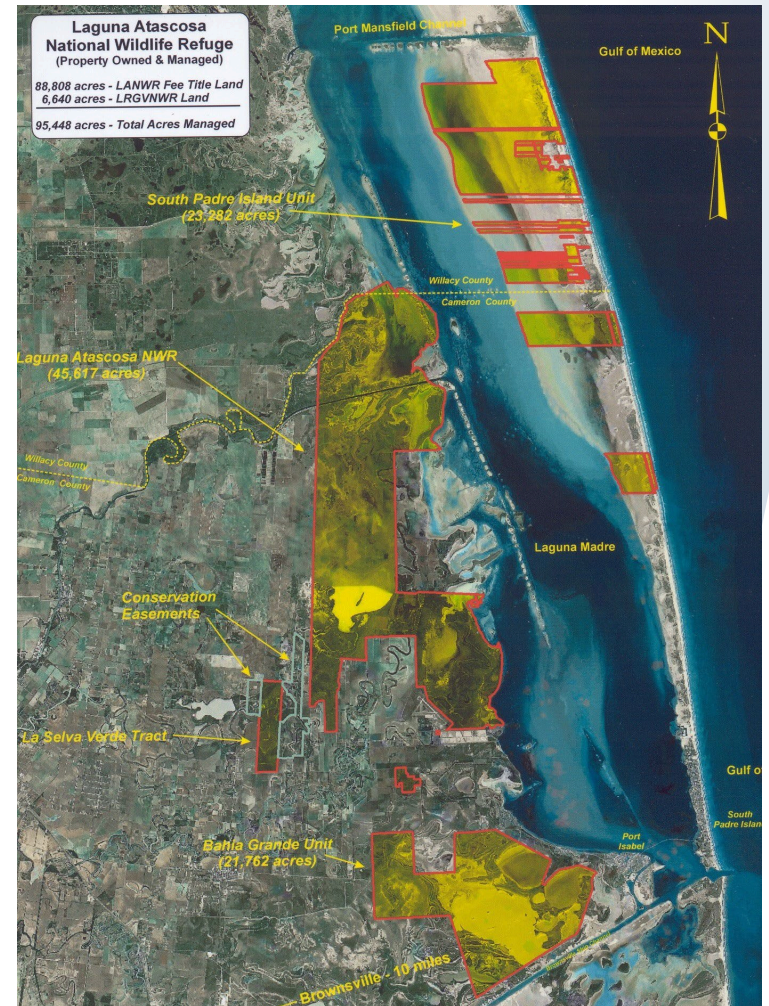 Laguna Atascosa
National Wildlife Refuge
(Property Owned & Managed)
88,808 acres - LANWR Fee Title Land
6,640 acres - LRGVNWR Land
95,448 acres - Total Acres Managed
Port Mansfield Channel
Gulf of Mexico
N
South Padre Island Unit
(23,282 acres)
Willacy County
Cameron County
Laguna Atascosa NWR
(45,617 acres)
Willacy County
Cameron County
Laguna Madre
Conservation
Easements
La Selva Verde Tract
Gulf o
South
Padre Islan
Port
Isabel
Bahia Grande Unit
(21,762 acres)
Brownsville - 10 miles